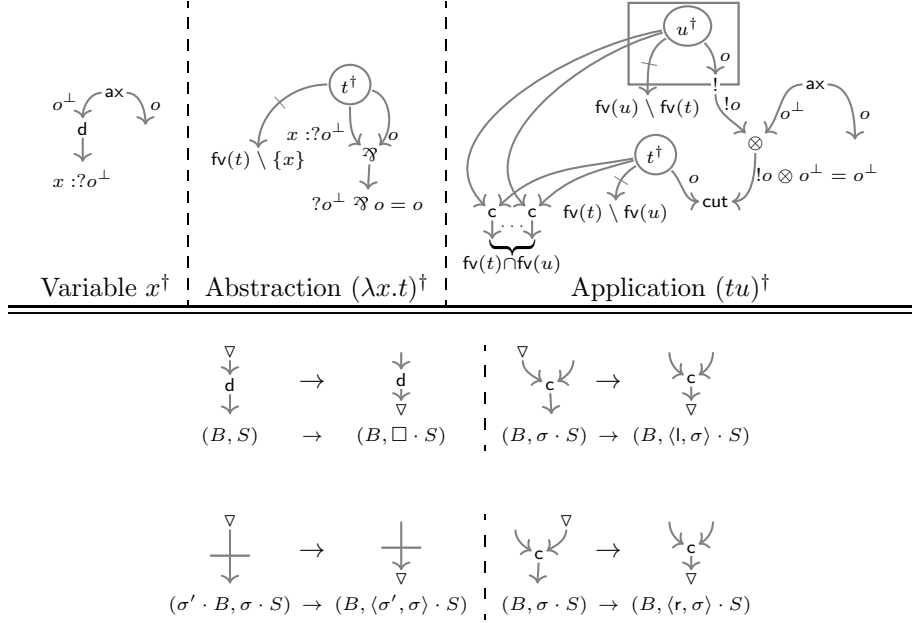 o⊥ ax o
d
x :?o⊥
Variable x†
t†
x :?o⊥ o
⅋
fv(t) \ {x}
?o⊥ ⅋ o = o
Abstraction (λx.t)†
u†
o
!
fv(u) \ fv(t)
!o
ax
o⊥ o
⊗
!o ⊗ o⊥ = o⊥
t†
o
cut
fv(t) \ fv(u)
c ... c
fv(t)∩fv(u)
Application (tu)†
∇
d → d
∇
(B, S) → (B, □ · S)
∇
c → c
∇
(B, σ · S) → (B, ⟨l, σ⟩ · S)
∇
→
∇
(σ′ · B, σ · S) → (B, ⟨σ′, σ⟩ · S)
∇
c → c
∇
(B, σ · S) → (B, ⟨r, σ⟩ · S)